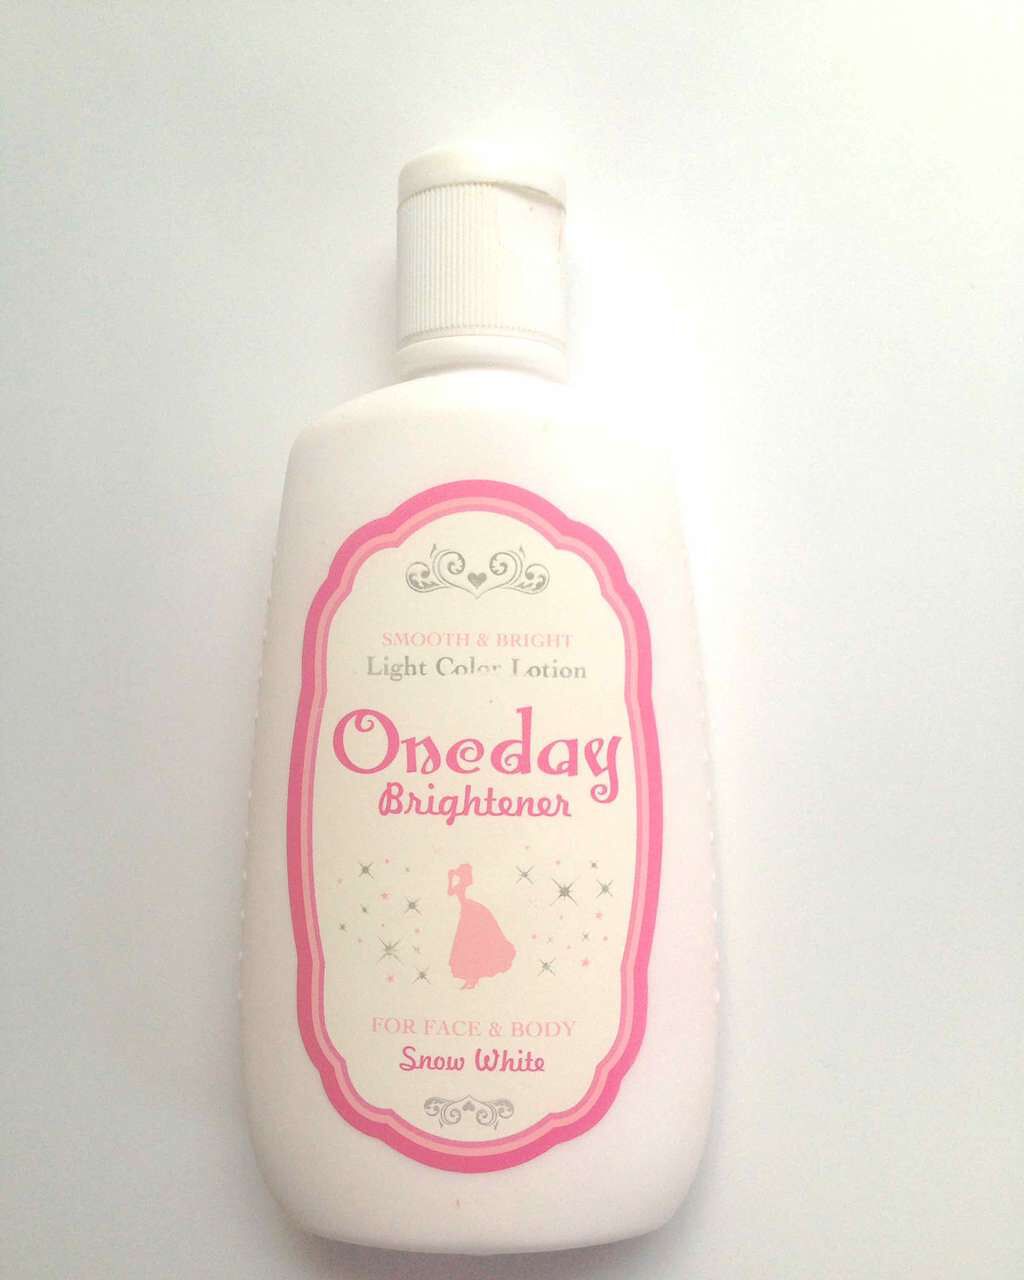 SMOOTH & BRIGHT
Light Color Lotion
Oneday
Brightener
FOR FACE & BODY
Snow White